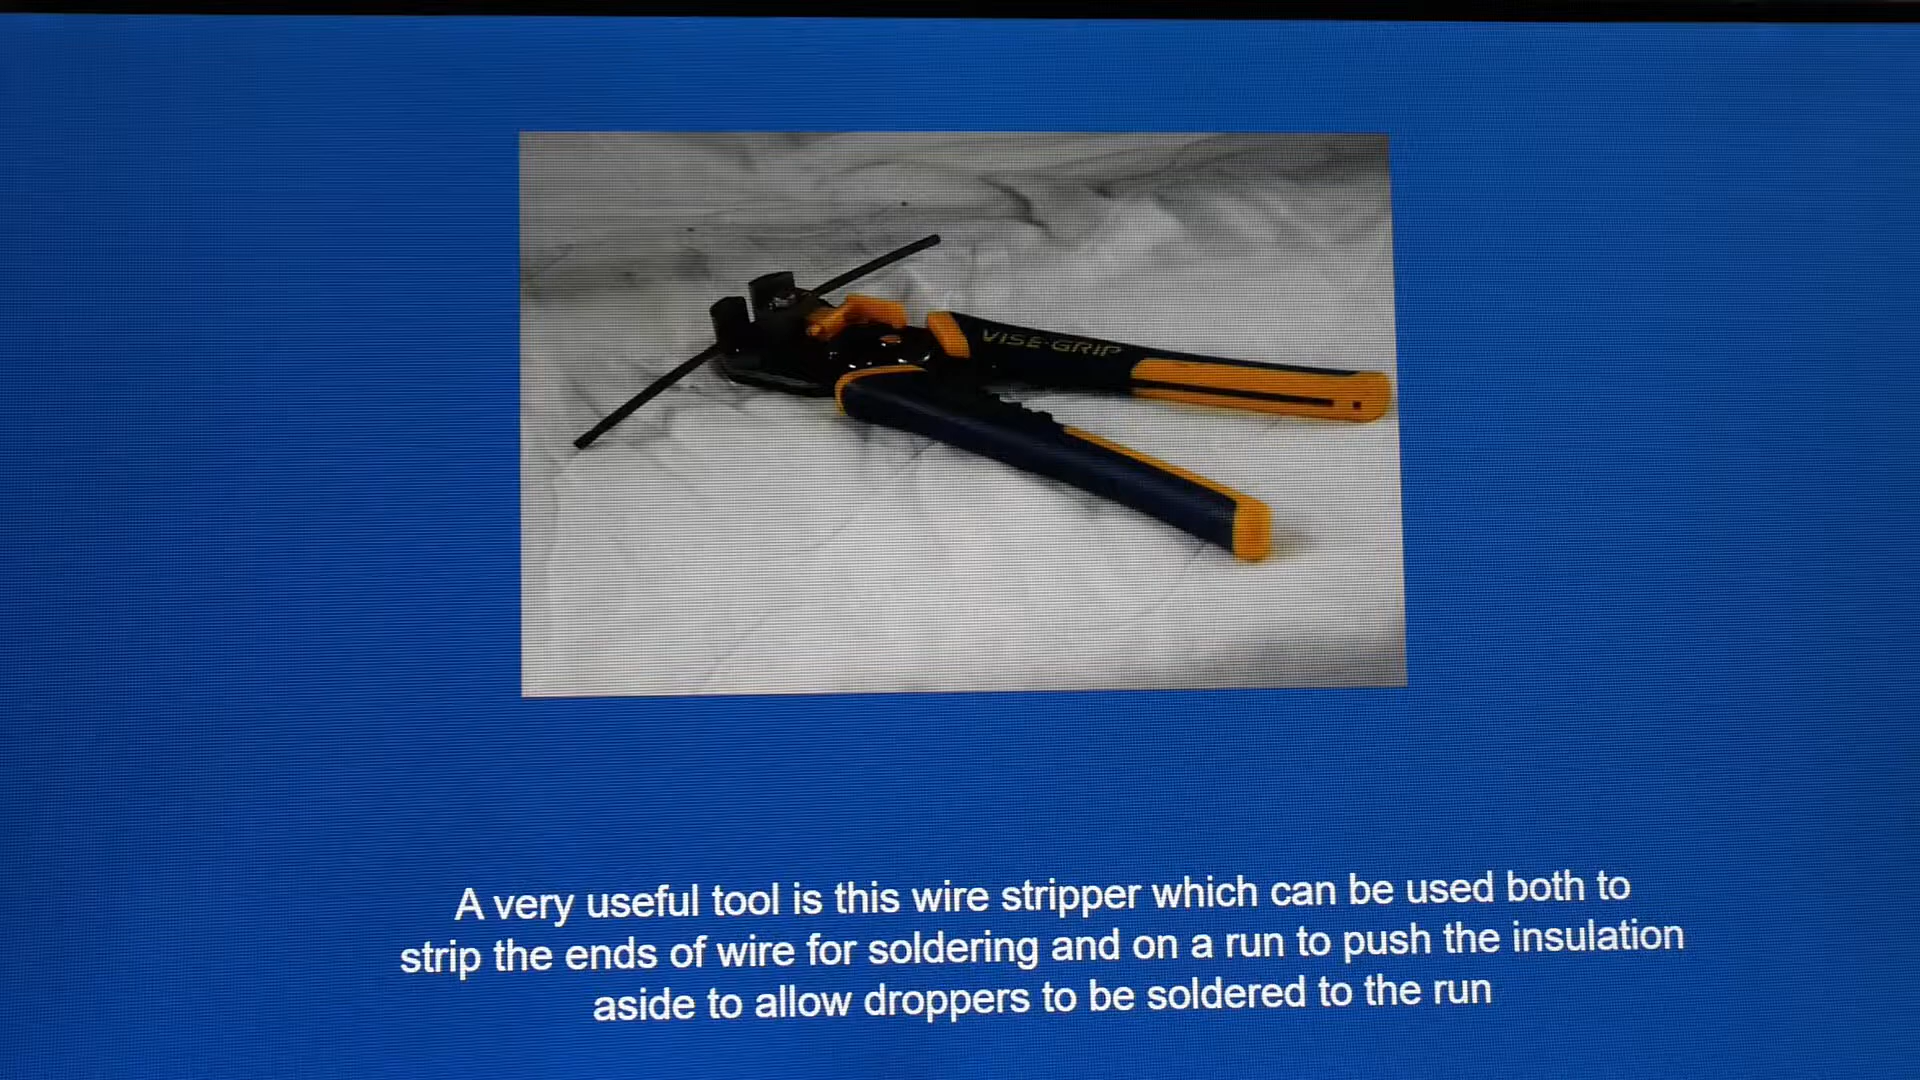 VISE-GRIP
A very useful tool is this wire stripper which can be used both to
strip the ends of wire for soldering and on a run to push the insulation
aside to allow droppers to be soldered to the run